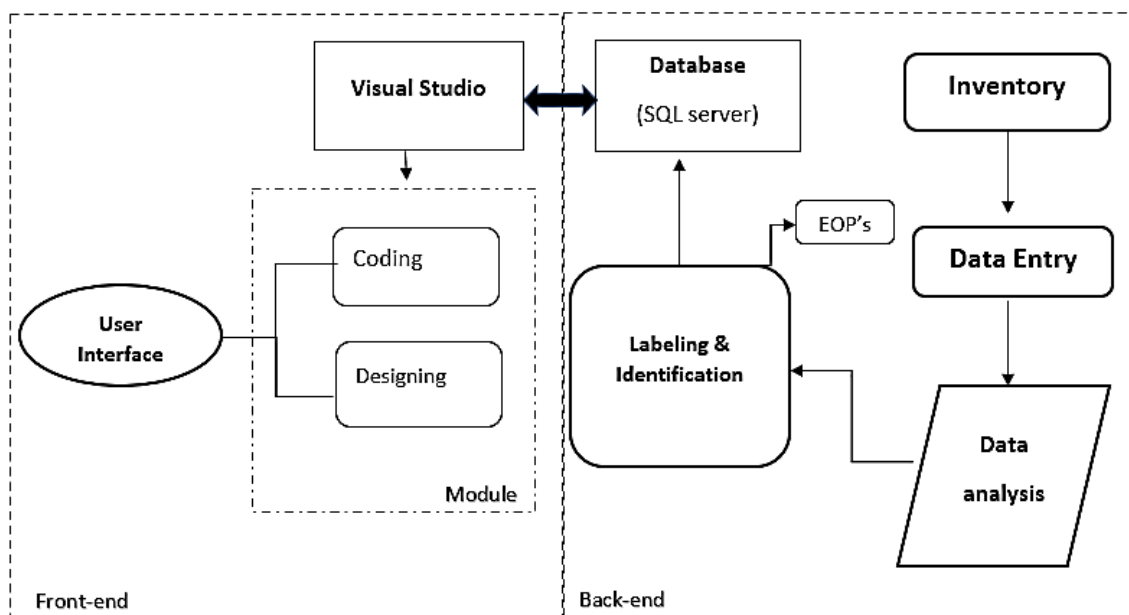 Visual Studio
Coding
User
Interface
Designing
Module
Front-end
Database
(SQL server)
Inventory
EOP's
Data Entry
Labeling &
Identification
Data
analysis
Back-end